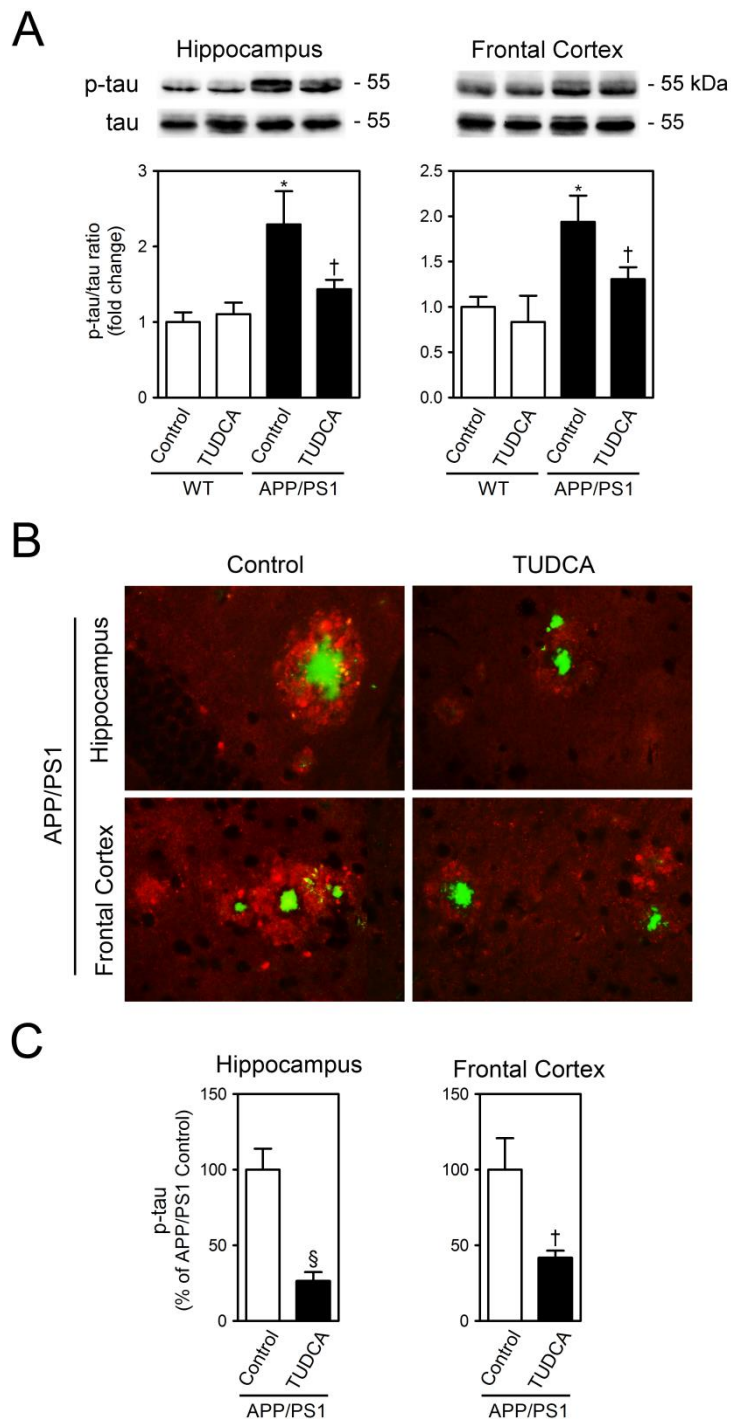 A
Hippocampus Frontal Cortex
p-tau - 55 - 55 kDa
tau - 55 - 55
p-tau/tau ratio
(fold change)
3
2
1
0
*
†
Control TUDCA Control TUDCA
WT APP/PS1
2.5
2.0
1.5
1.0
0.5
0.0
*
†
Control TUDCA Control TUDCA
WT APP/PS1
B
Control TUDCA
APP/PS1
Hippocampus
Frontal Cortex
C
Hippocampus Frontal Cortex
p-tau
(% of APP/PS1 Control)
150
100
50
0
§
Control TUDCA
APP/PS1
150
100
50
0
†
Control TUDCA
APP/PS1